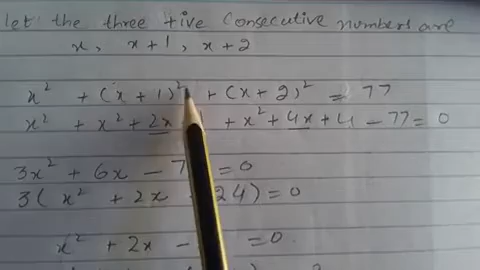 let the three +ive Consecutive numbers are
x, x+1, x+2
x² + (x+1)² + (x+2)² = 77
x² + x² + 2x + x² + 4x + 4 - 77 = 0
3x² + 6x - 7 = 0
3(x² + 2x 24) = 0
x² + 2x - = 0